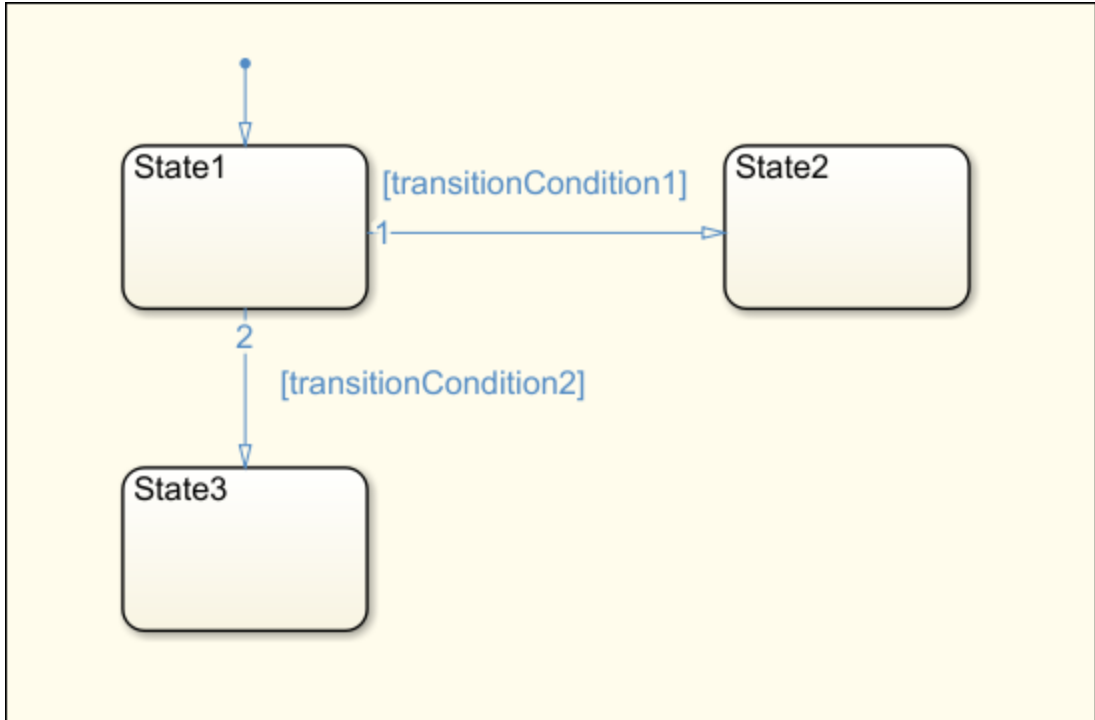 State1
[transitionCondition1]
State2
1
2
[transitionCondition2]
State3